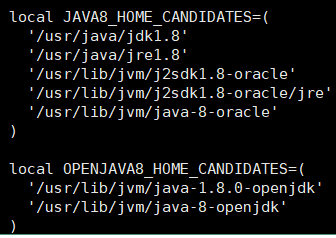 local JAVA8_HOME_CANDIDATES=(
  '/usr/java/jdk1.8'
  '/usr/java/jre1.8'
  '/usr/lib/jvm/j2sdk1.8-oracle'
  '/usr/lib/jvm/j2sdk1.8-oracle/jre'
  '/usr/lib/jvm/java-8-oracle'
)

local OPENJAVA8_HOME_CANDIDATES=(
  '/usr/lib/jvm/java-1.8.0-openjdk'
  '/usr/lib/jvm/java-8-openjdk'
)